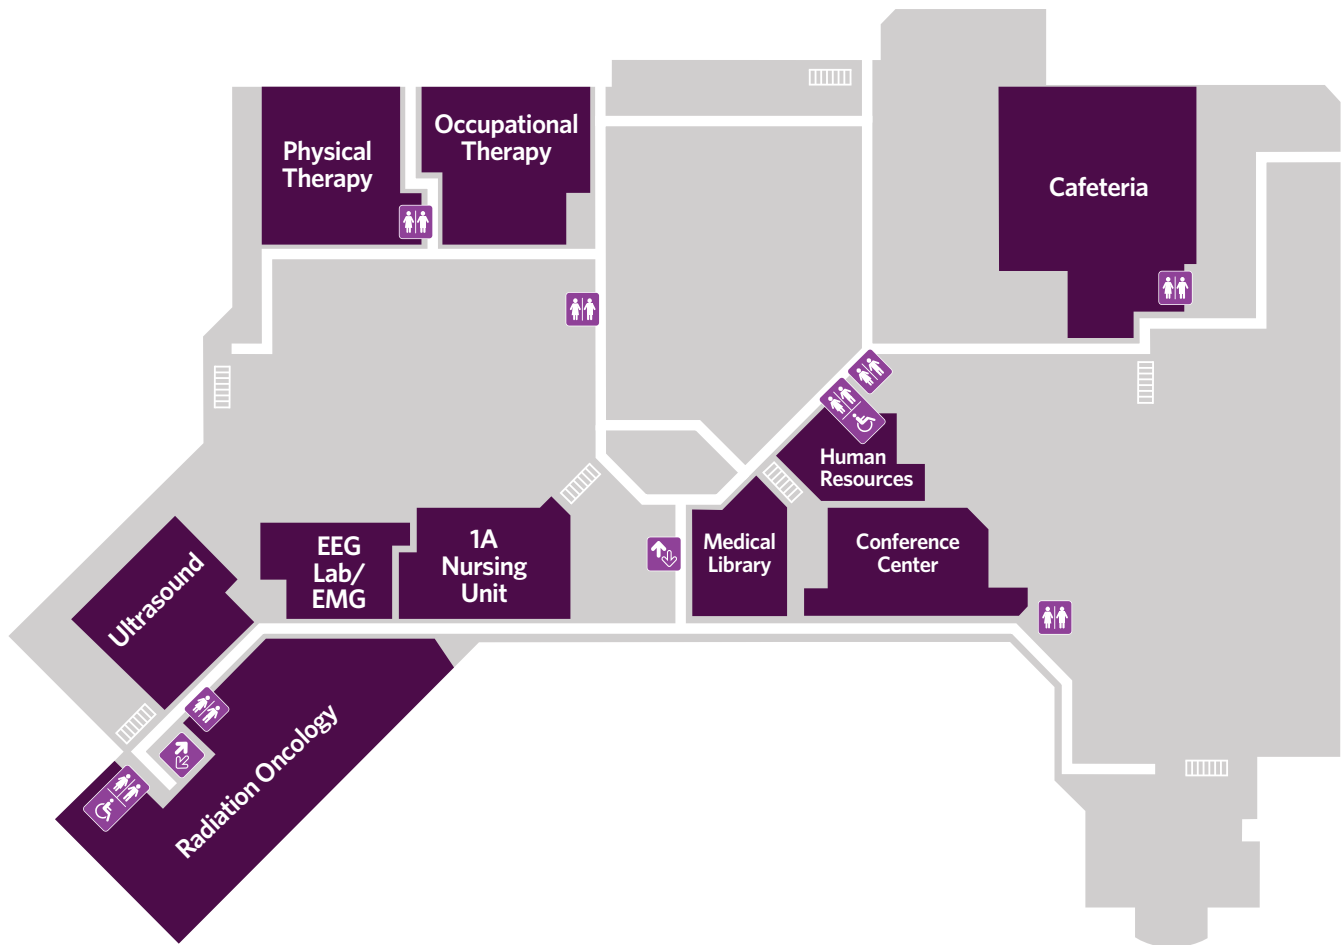 Physical
Therapy
Occupational
Therapy
Cafeteria
Human
Resources
Ultrasound
EEG
Lab/
EMG
1A
Nursing
Unit
Medical
Library
Conference
Center
Radiation Oncology